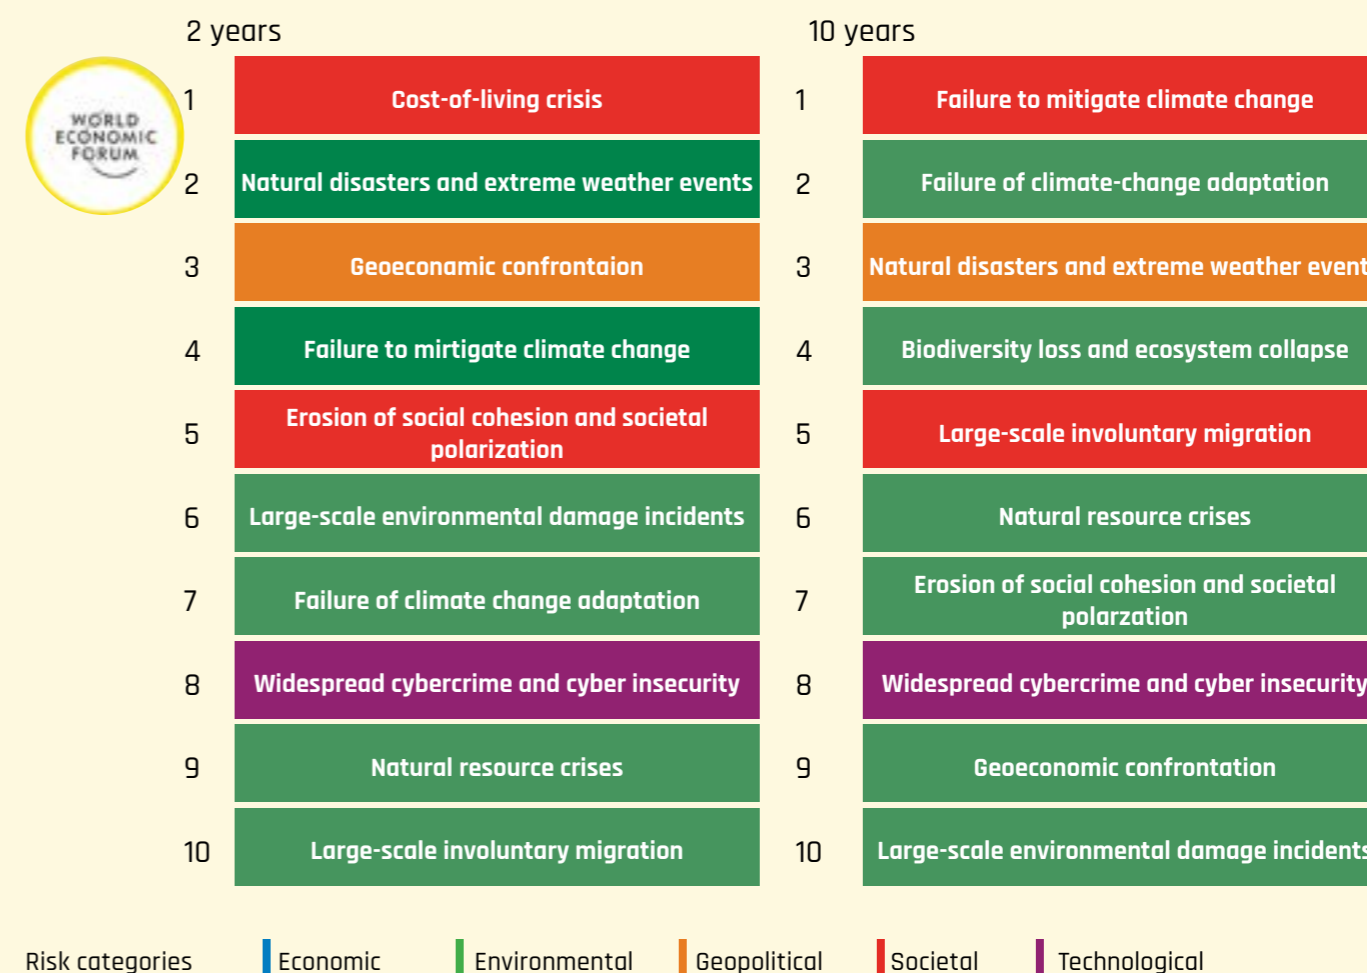 2 years
10 years
WORLD
ECONOMIC
FORUM
1
Cost-of-living crisis
1
Failure to mitigate climate change
2
Natural disasters and extreme weather events
2
Failure of climate-change adaptation
3
Geoeconamic confrontaion
3
Natural disasters and extreme weather event
4
Failure to mirtigate climate change
4
Biodiversity loss and ecosystem collapse
5
Erosion of social cohesion and societal
polarization
5
Large-scale involuntary migration
6
Large-scale environmental damage incidents
6
Natural resource crises
7
Failure of climate change adaptation
7
Erosion of social cohesion and societal
polarzation
8
Widespread cybercrime and cyber insecurity
8
Widespread cybercrime and cyber insecurity
9
Natural resource crises
9
Geoeconomic confrontation
10
Large-scale involuntary migration
10
Large-scale environmental damage incidents
Risk categories
Economic
Environmental
Geopolitical
Societal
Technological